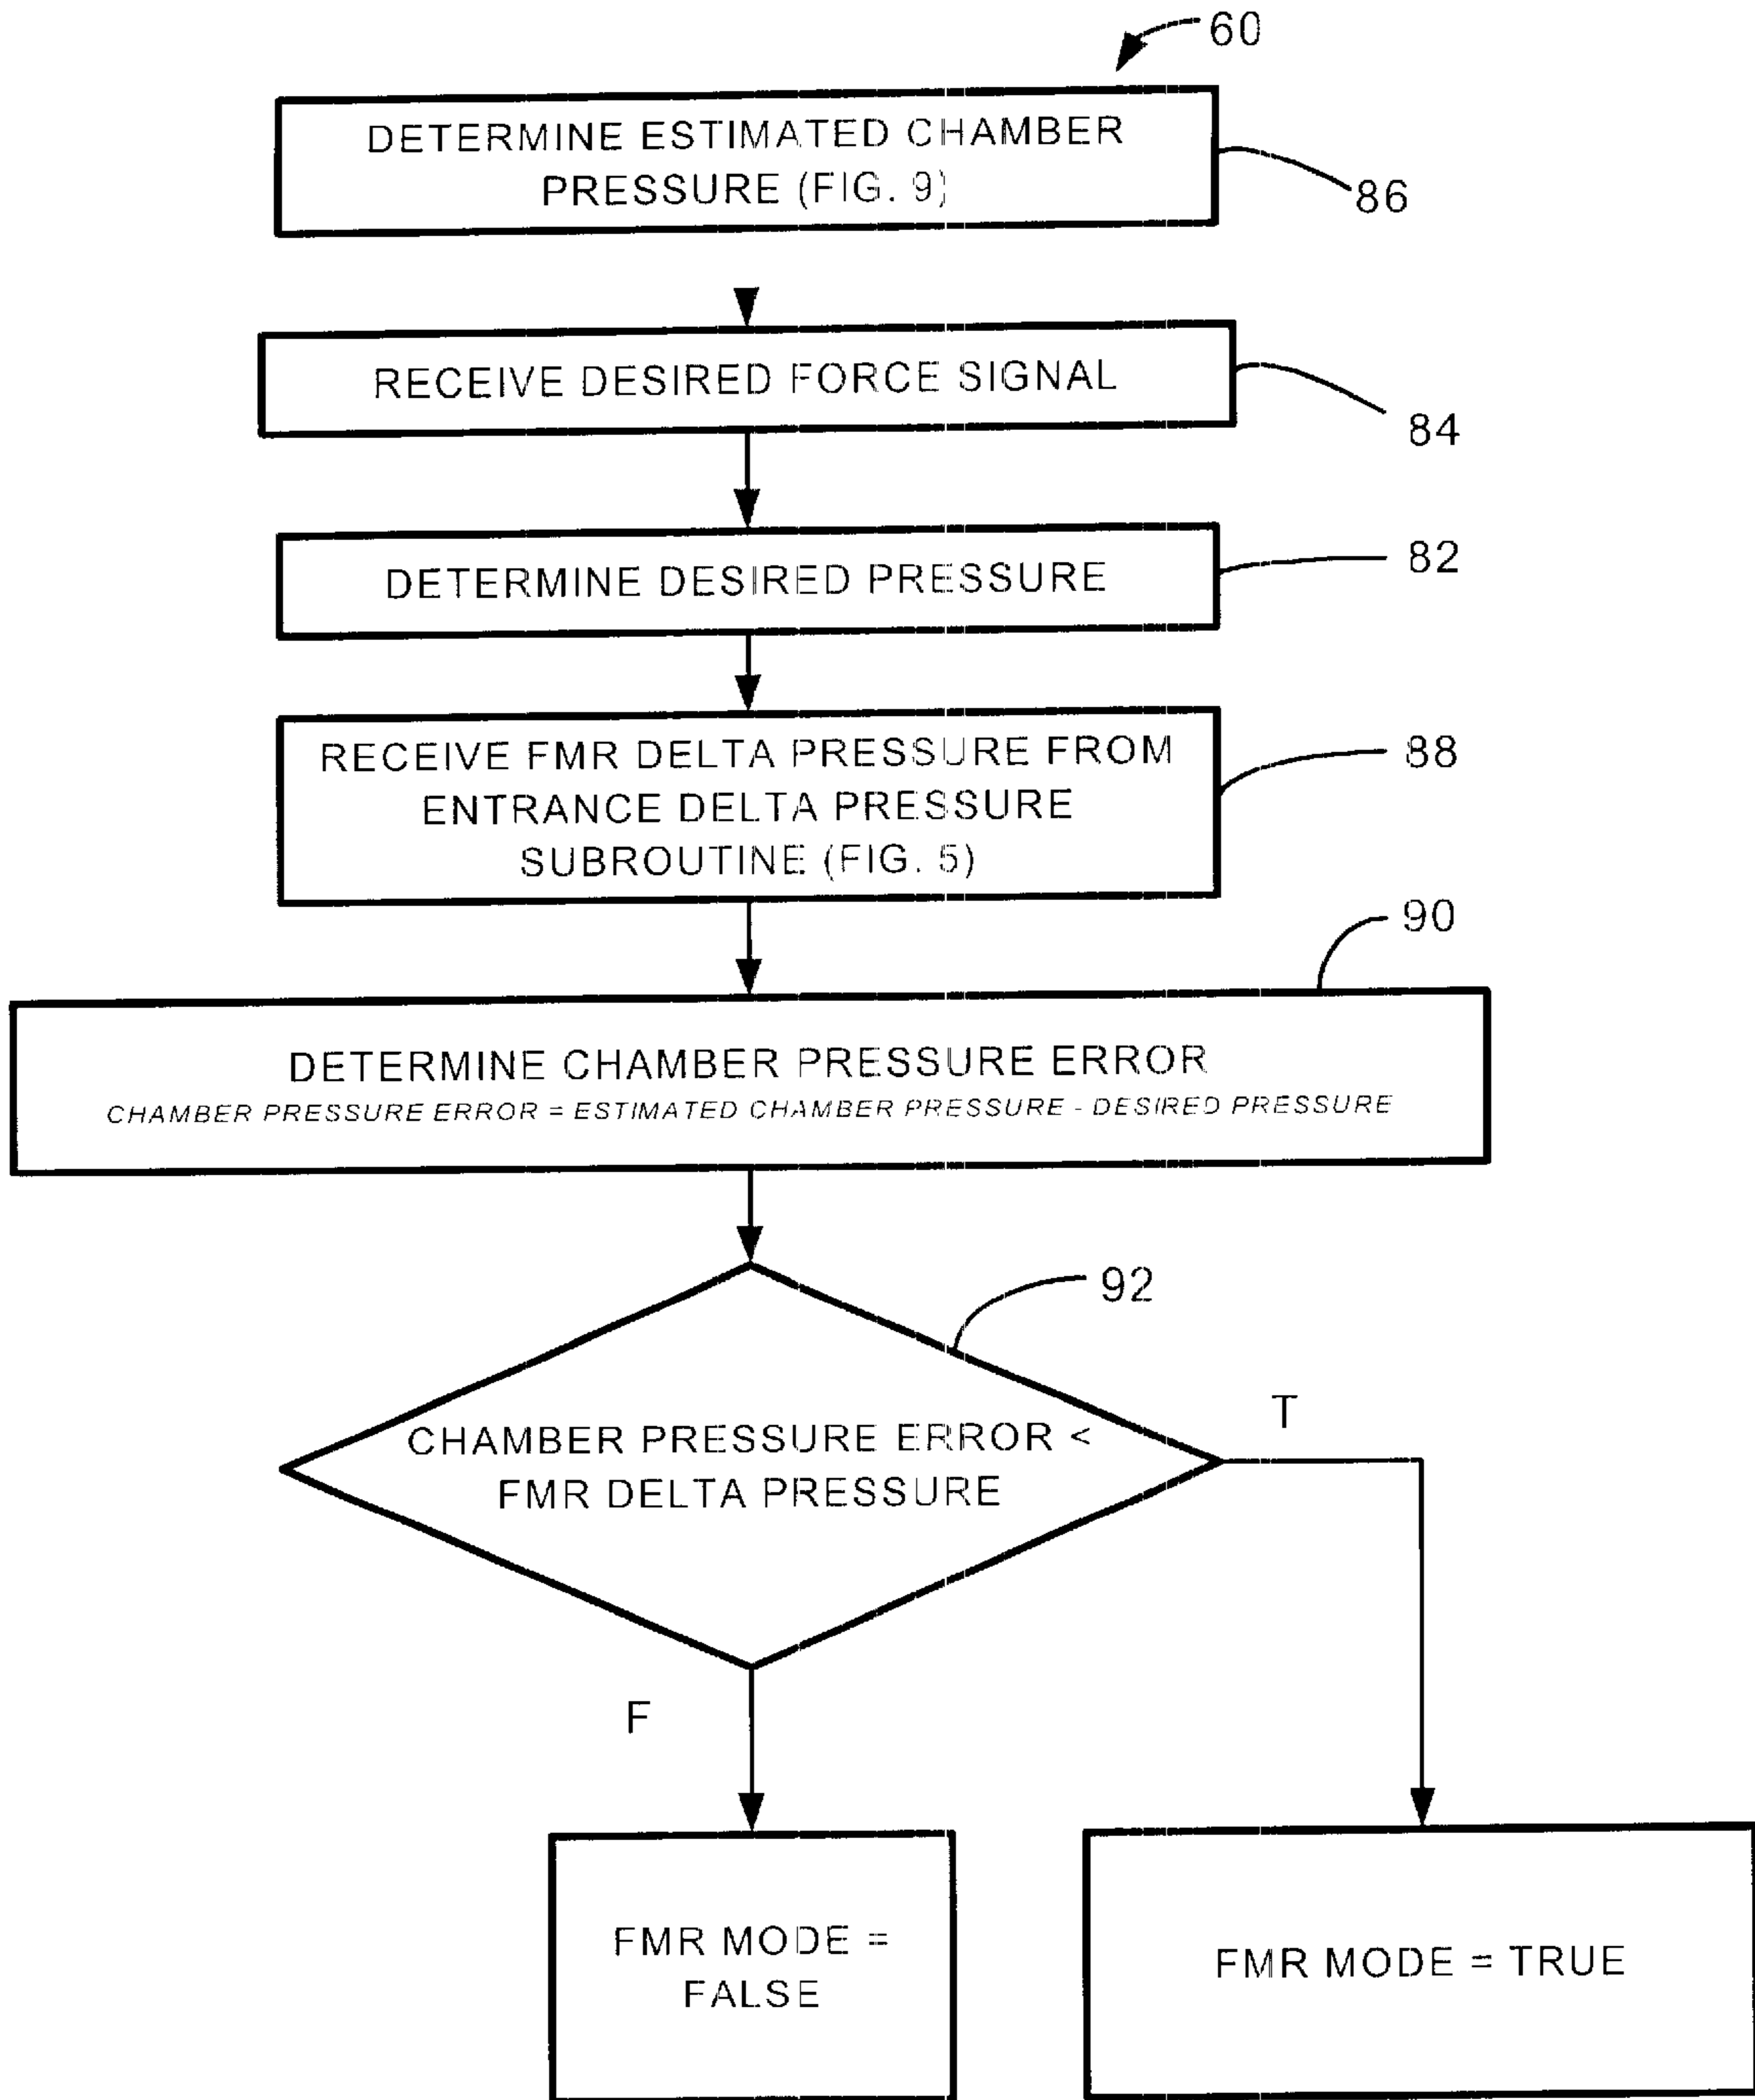 60
DETERMINE ESTIMATED CHAMBER
PRESSURE (FIG. 9)
86
RECEIVE DESIRED FORCE SIGNAL
84
DETERMINE DESIRED PRESSURE
82
RECEIVE FMR DELTA PRESSURE FROM
ENTRANCE DELTA PRESSURE
SUBROUTINE (FIG. 5)
88
90
DETERMINE CHAMBER PRESSURE ERROR
CHAMBER PRESSURE ERROR = ESTIMATED CHAMBER PRESSURE - DESIRED PRESSURE
92
CHAMBER PRESSURE ERROR <
FMR DELTA PRESSURE
T
F
FMR MODE =
FALSE
FMR MODE = TRUE